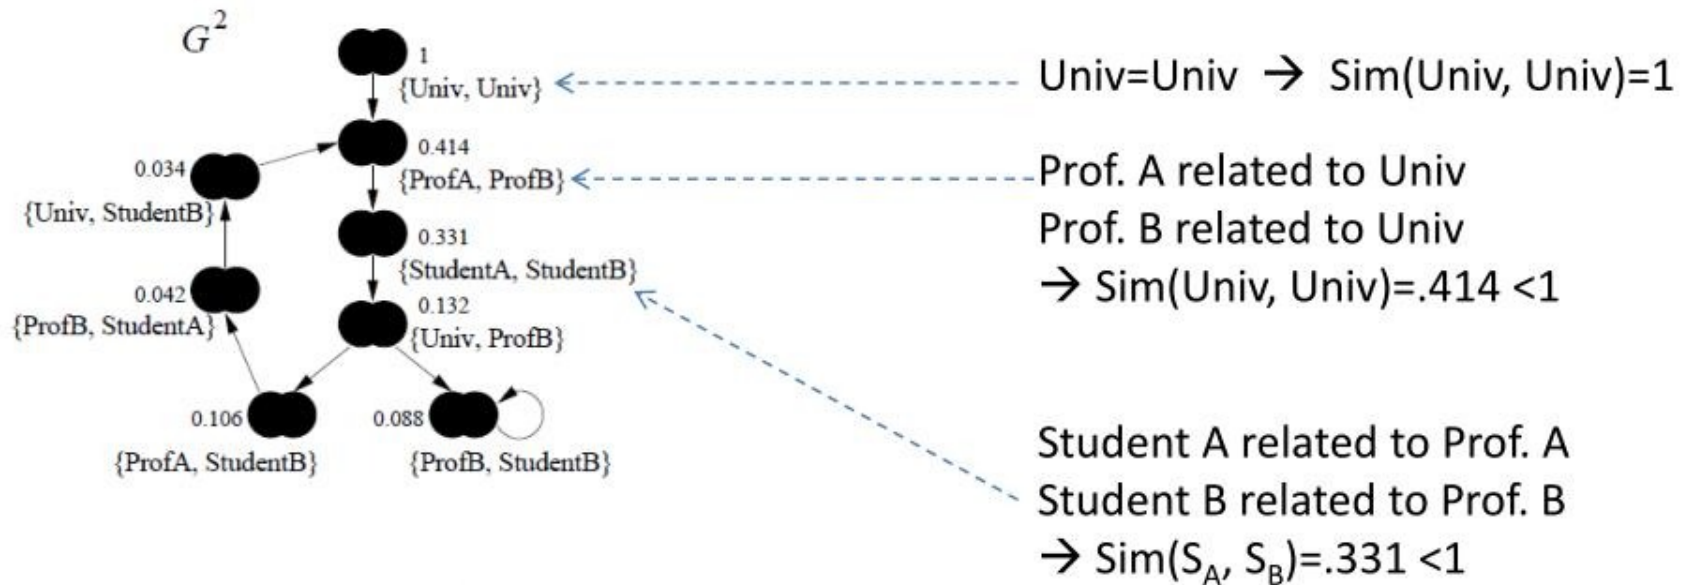 G²
1
{Univ, Univ}
0.414
{ProfA, ProfB}
0.034
{Univ, StudentB}
0.331
{StudentA, StudentB}
0.042
{ProfB, StudentA}
0.132
{Univ, ProfB}
0.106
{ProfA, StudentB}
0.088
{ProfB, StudentB}
Univ=Univ → Sim(Univ, Univ)=1
Prof. A related to Univ
Prof. B related to Univ
→ Sim(Univ, Univ)=.414 <1
Student A related to Prof. A
Student B related to Prof. B
→ Sim(S_A, S_B)=.331 <1